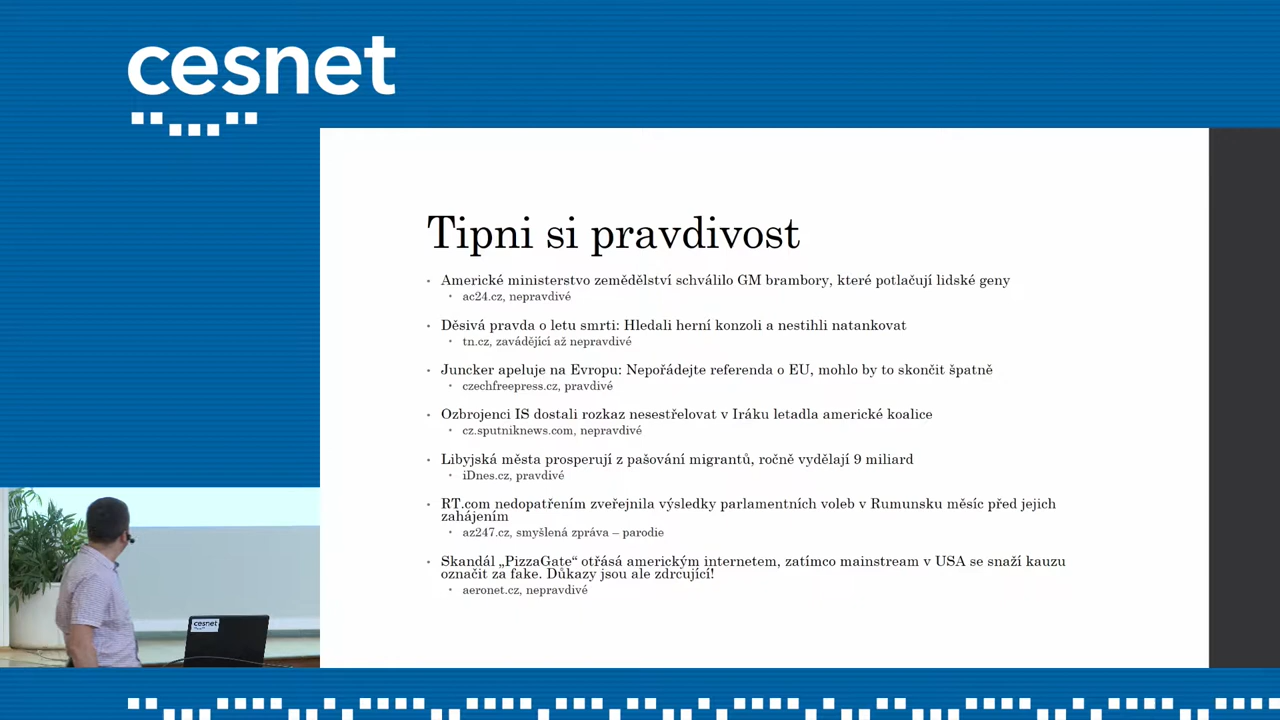 cesnet
Tipni si pravdivost
Americké ministerstvo zemědělství schválilo GM brambory, které potlačují lidské geny
ac24.cz, nepravdivé
Děsivá pravda o letu smrti: Hledali herní konzoli a nestihli natankovat
tn.cz, zavádějící až nepravdivé
Juncker apeluje na Evropu: Nepořádejte referenda o EU, mohlo by to skončit špatně
czechfreepress.cz, pravdivé
Ozbrojenci IS dostali rozkaz nesestřelovat v Iráku letadla americké koalice
cz.sputniknews.com, nepravdivé
Libyjská města prosperují z pašování migrantů, ročně vydělají 9 miliard
iDnes.cz, pravdivé
RT.com nedopatřením zveřejnila výsledky parlamentních voleb v Rumunsku měsíc před jejich
zahájením
az247.cz, smyšlená zpráva – parodie
Skandál „PizzaGate“ otřásá americkým internetem, zatímco mainstream v USA se snaží kauzu
označit za fake. Důkazy jsou ale zdrcující!
aeronet.cz, nepravdivé
cesnet